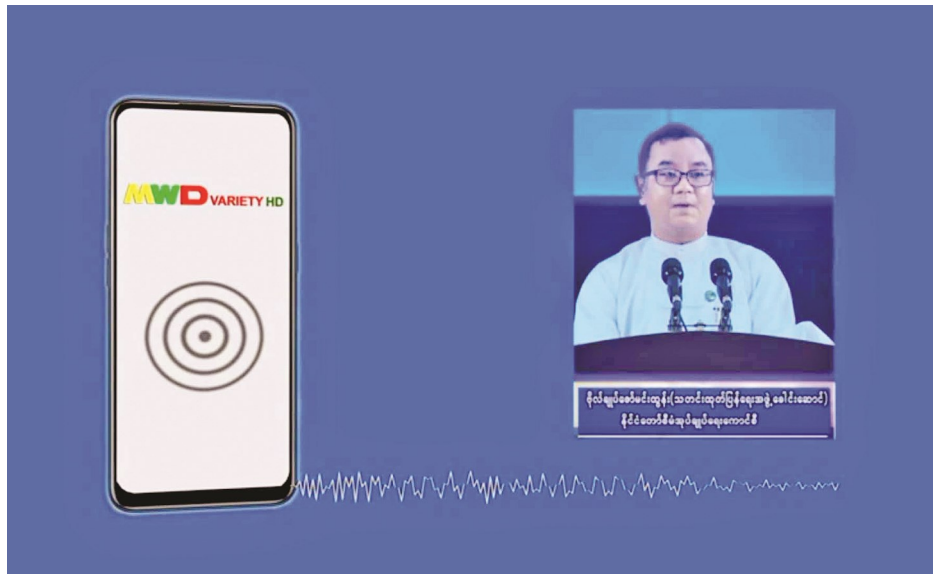 MWD VARIETY HD
ဗိုလ်ချုပ်ဇော်မင်းထွန်း(သတင်းထုတ်ပြန်ရေးအဖွဲ့ခေါင်းဆောင်)
နိုင်ငံတော်စီမံအုပ်ချုပ်ရေးကောင်စီ